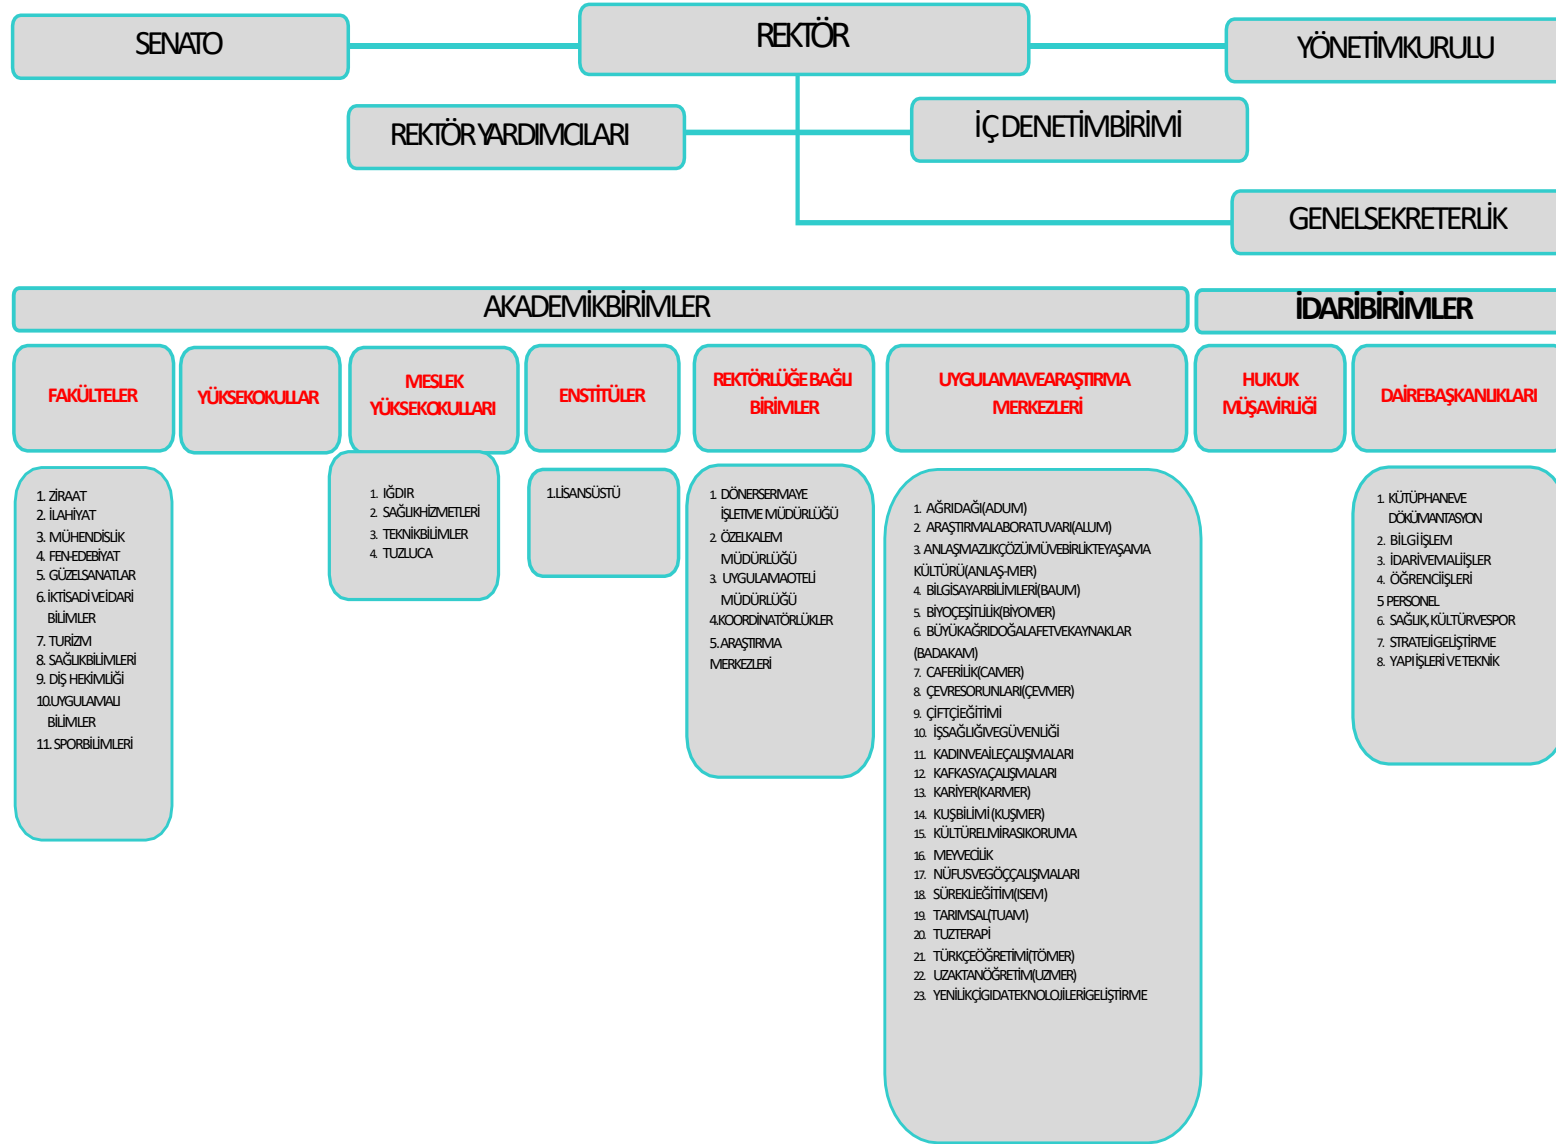 SENATO
REKTÖR
YÖNETİMKURULU
REKTÖR YARDIMCILARI
İÇ DENETİMBİRİMİ
GENELSEKRETERLİK
AKADEMİKBİRİMLER
İDARİBİRİMLER
FAKÜLTELER
YÜKSEKOKULLAR
MESLEK
YÜKSEKOKULLARI
ENSTİTÜLER
REKTÖRLÜĞE BAĞLI
BİRİMLER
UYGULAMAVEARAŞTIRMA
MERKEZLERİ
HUKUK
MÜŞAVİRLİĞİ
DAİREBAŞKANLIKLARI
1. ZİRAAT
2. İLAHİYAT
3. MÜHENDİSLİK
4. FEN-EDEBİYAT
5. GÜZELSANATLAR
6. İKTİSADİ VEİDARİ
BİLİMLER
7. TURİZM
8. SAĞLIKBİLİMLERİ
9. DİŞ HEKİMLİĞİ
10.UYGULAMALI
BİLİMLER
11. SPORBİLİMLERİ
1. IĞDIR
2. SAĞLIKHİZMETLERİ
3. TEKNİKBİLİMLER
4. TUZLUCA
1.LİSANSÜSTÜ
1. DÖNERSERMAYE
İŞLETME MÜDÜRLÜĞÜ
2. ÖZELKALEM
MÜDÜRLÜĞÜ
3. UYGULAMAOTELİ
MÜDÜRLÜĞÜ
4.KOORDİNATÖRLÜKLER
5. ARAŞTIRMA
MERKEZLERİ
1. AĞRIDAĞI(ADUM)
2. ARAŞTIRMALABORATUVARI(ALUM)
3. ANLAŞMAZLIKÇÖZÜMÜVEBİRLİKTEYAŞAMA
KÜLTÜRÜ(ANLAŞ-MER)
4. BİLGİSAYARBİLİMLERİ(BAUM)
5. BİYOÇEŞİTLİLİK(BİYOMER)
6. BÜYÜKAĞRIDOĞALAFETVEKAYNAKLAR
(BADAKAM)
7. CAFERİLİK(CAMER)
8. ÇEVRESORUNLARI(ÇEVMER)
9. ÇİFTÇİEĞİTİMİ
10. İŞSAĞLIĞIVEGÜVENLİĞİ
11. KADINVEAİLEÇALIŞMALARI
12. KAFKASYAÇALIŞMALARI
13. KARİYER(KARMER)
14. KUŞBİLİMİ (KUŞMER)
15. KÜLTÜRELMİRASIKORUMA
16. MEYVECİLİK
17. NÜFUSVEGÖÇÇALIŞMALARI
18. SÜREKLİEĞİTİM(ISEM)
19. TARIMSAL(TUAM)
20. TUZTERAPİ
21. TÜRKÇEÖĞRETİMİ(TÖMER)
22. UZAKTANÖĞRETİM(UZMER)
23. YENİLİKÇİGIDATEKNOLOJİLERİGELİŞTİRME
1. KÜTÜPHANEVE
DÖKÜMANTASYON
2. BİLGİ İŞLEM
3. İDARİVEMALİİŞLER
4. ÖĞRENCİİŞLERİ
5 PERSONEL
6. SAĞLIK, KÜLTÜRVESPOR
7. STRATEJİGELİŞTİRME
8. YAPI İŞLERİ VE TEKNİK